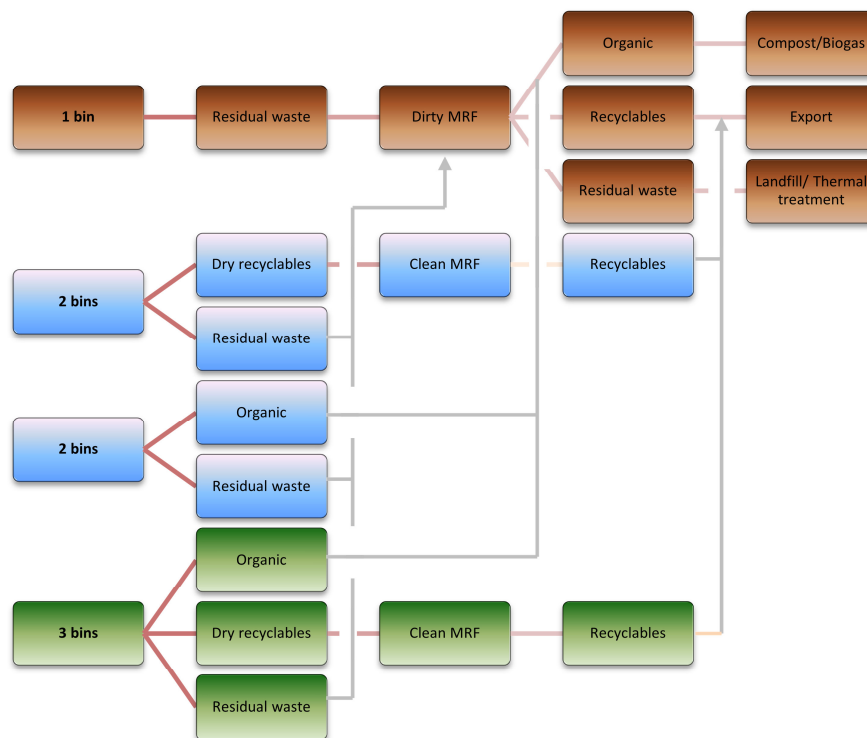 Organic
Compost/Biogas
1 bin
Residual waste
Dirty MRF
Recyclables
Export
Residual waste
Landfill/ Thermal
treatment
Dry recyclables
Clean MRF
Recyclables
2 bins
Residual waste
Organic
2 bins
Residual waste
Organic
3 bins
Dry recyclables
Clean MRF
Recyclables
Residual waste